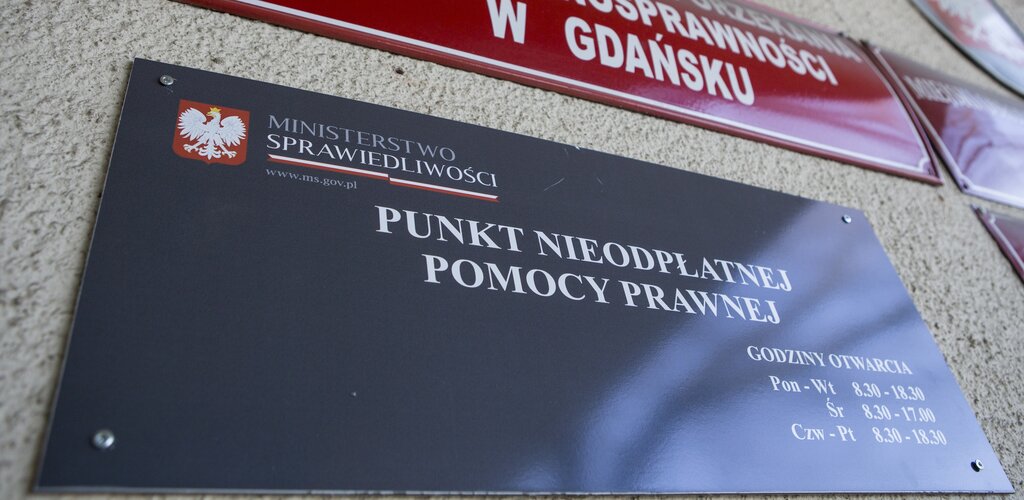 W GDAŃSKU
MINISTERSTWO
SPRAWIEDLIWOŚCI
www.ms.gov.pl
PUNKT NIEODPŁATNEJ
POMOCY PRAWNEJ
GODZINY OTWARCIA
Pon - Wt 8.30 - 18.30
Śr 8.30 - 17.00
Czw - Pt 8.30 - 18.30